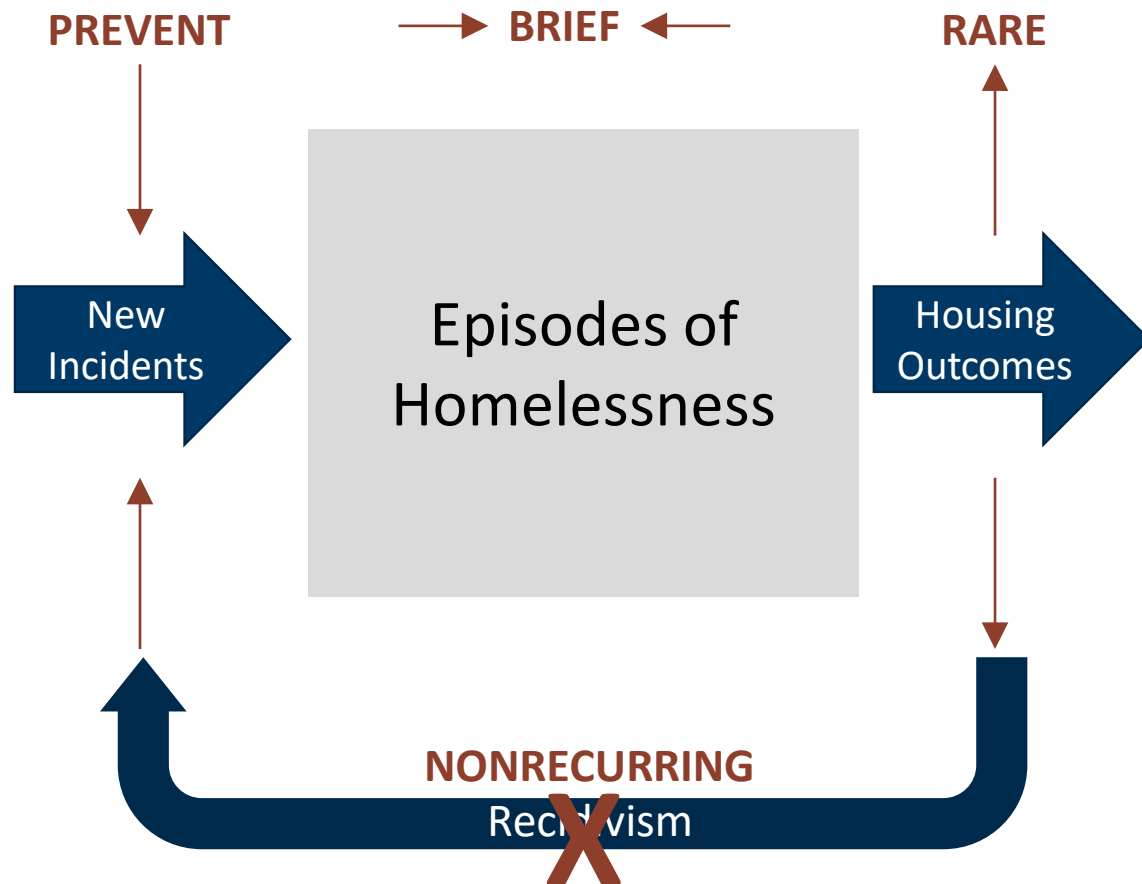 PREVENT
BRIEF
RARE
New
Incidents
Episodes of
Homelessness
Housing
Outcomes
NONRECURRING
Recidivism
X